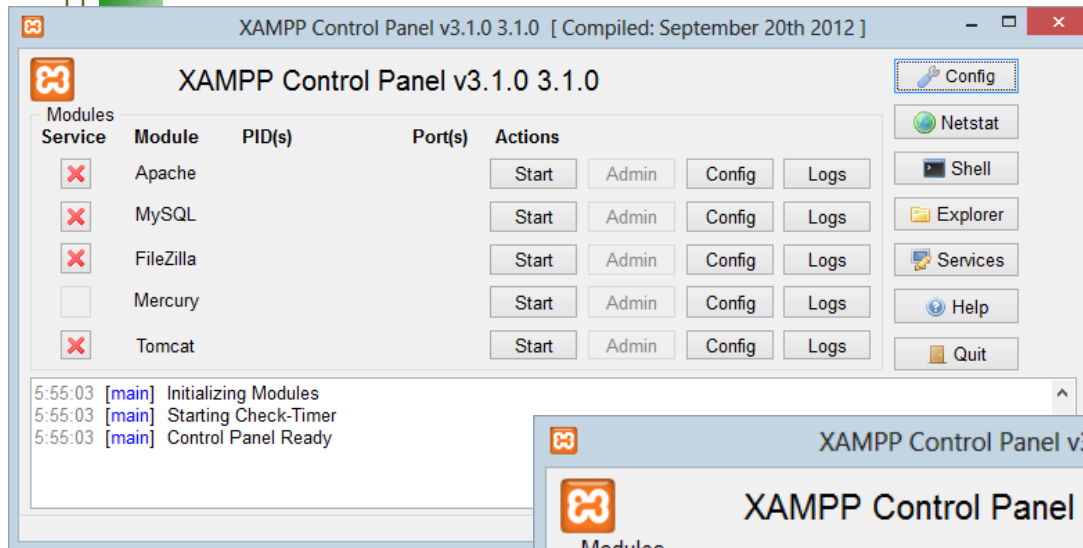 XAMPP Control Panel v3.1.0 3.1.0 [ Compiled: September 20th 2012 ]
XAMPP Control Panel v3.1.0 3.1.0
Config
Modules
Netstat
Service Module PID(s) Port(s) Actions
Apache Start Admin Config Logs
Shell
MySQL Start Admin Config Logs
Explorer
FileZilla Start Admin Config Logs
Services
Mercury Start Admin Config Logs
Help
Tomcat Start Admin Config Logs
Quit
5:55:03 [main] Initializing Modules
5:55:03 [main] Starting Check-Timer
5:55:03 [main] Control Panel Ready
XAMPP Control Panel v3
XAMPP Control Panel
Modules